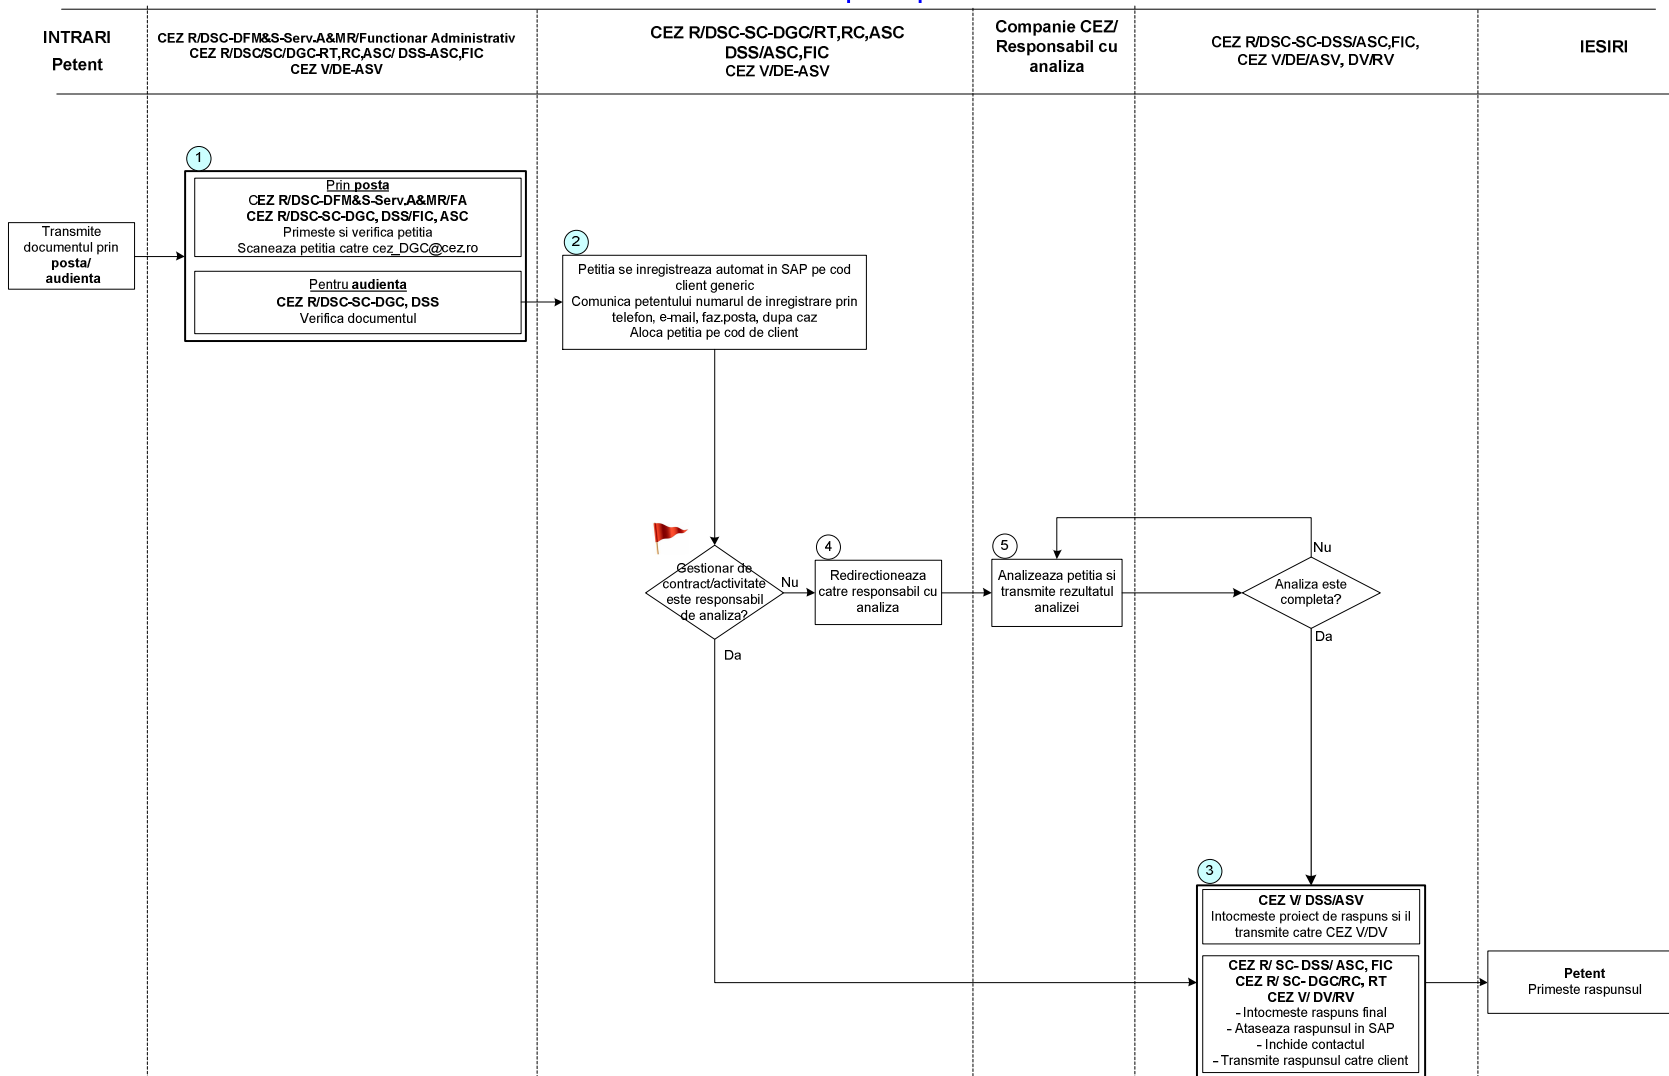 INTRARI
Petent
CEZ R/DSC-DFM&S-Serv.A&MR/Functionar Administrativ
CEZ R/DSC/SC/DGC-RT,RC,ASC/ DSS-ASC,FIC
CEZ V/DE-ASV
CEZ R/DSC-SC-DGC/RT,RC,ASC
DSS/ASC,FIC
CEZ V/DE-ASV
Companie CEZ/
Responsabil cu
analiza
CEZ R/DSC-SC-DSS/ASC,FIC,
CEZ V/DE/ASV, DV/RV
IESIRI
Transmite
documentul prin
posta/
audienta
1
Prin posta
CEZ R/DSC-DFM&S-Serv.A&MR/FA
CEZ R/DSC-SC-DGC, DSS/FIC, ASC
Primeste si verifica petitia
Scaneaza petitia catre cez_DGC@cez.ro
Pentru audienta
CEZ R/DSC-SC-DGC, DSS
Verifica documentul
2
Petitia se inregistreaza automat in SAP pe cod
client generic
Comunica petentului numarul de inregistrare prin
telefon, e-mail, faz.posta, dupa caz
Aloca petitia pe cod de client
Gestionar de
contract/activitate
este responsabil
de analiza?
Nu
Da
4
Redirectioneaza
catre responsabil cu
analiza
5
Analizeaza petitia si
transmite rezultatul
analizei
Nu
Analiza este
completa?
Da
3
CEZ V/ DSS/ASV
Intocmeste proiect de raspuns si il
transmite catre CEZ V/DV
CEZ R/ SC- DSS/ ASC, FIC
CEZ R/ SC- DGC/RC, RT
CEZ V/ DV/RV
- Intocmeste raspuns final
- Ataseaza raspunsul in SAP
- Inchide contactul
- Transmite raspunsul catre client
Petent
Primeste raspunsul